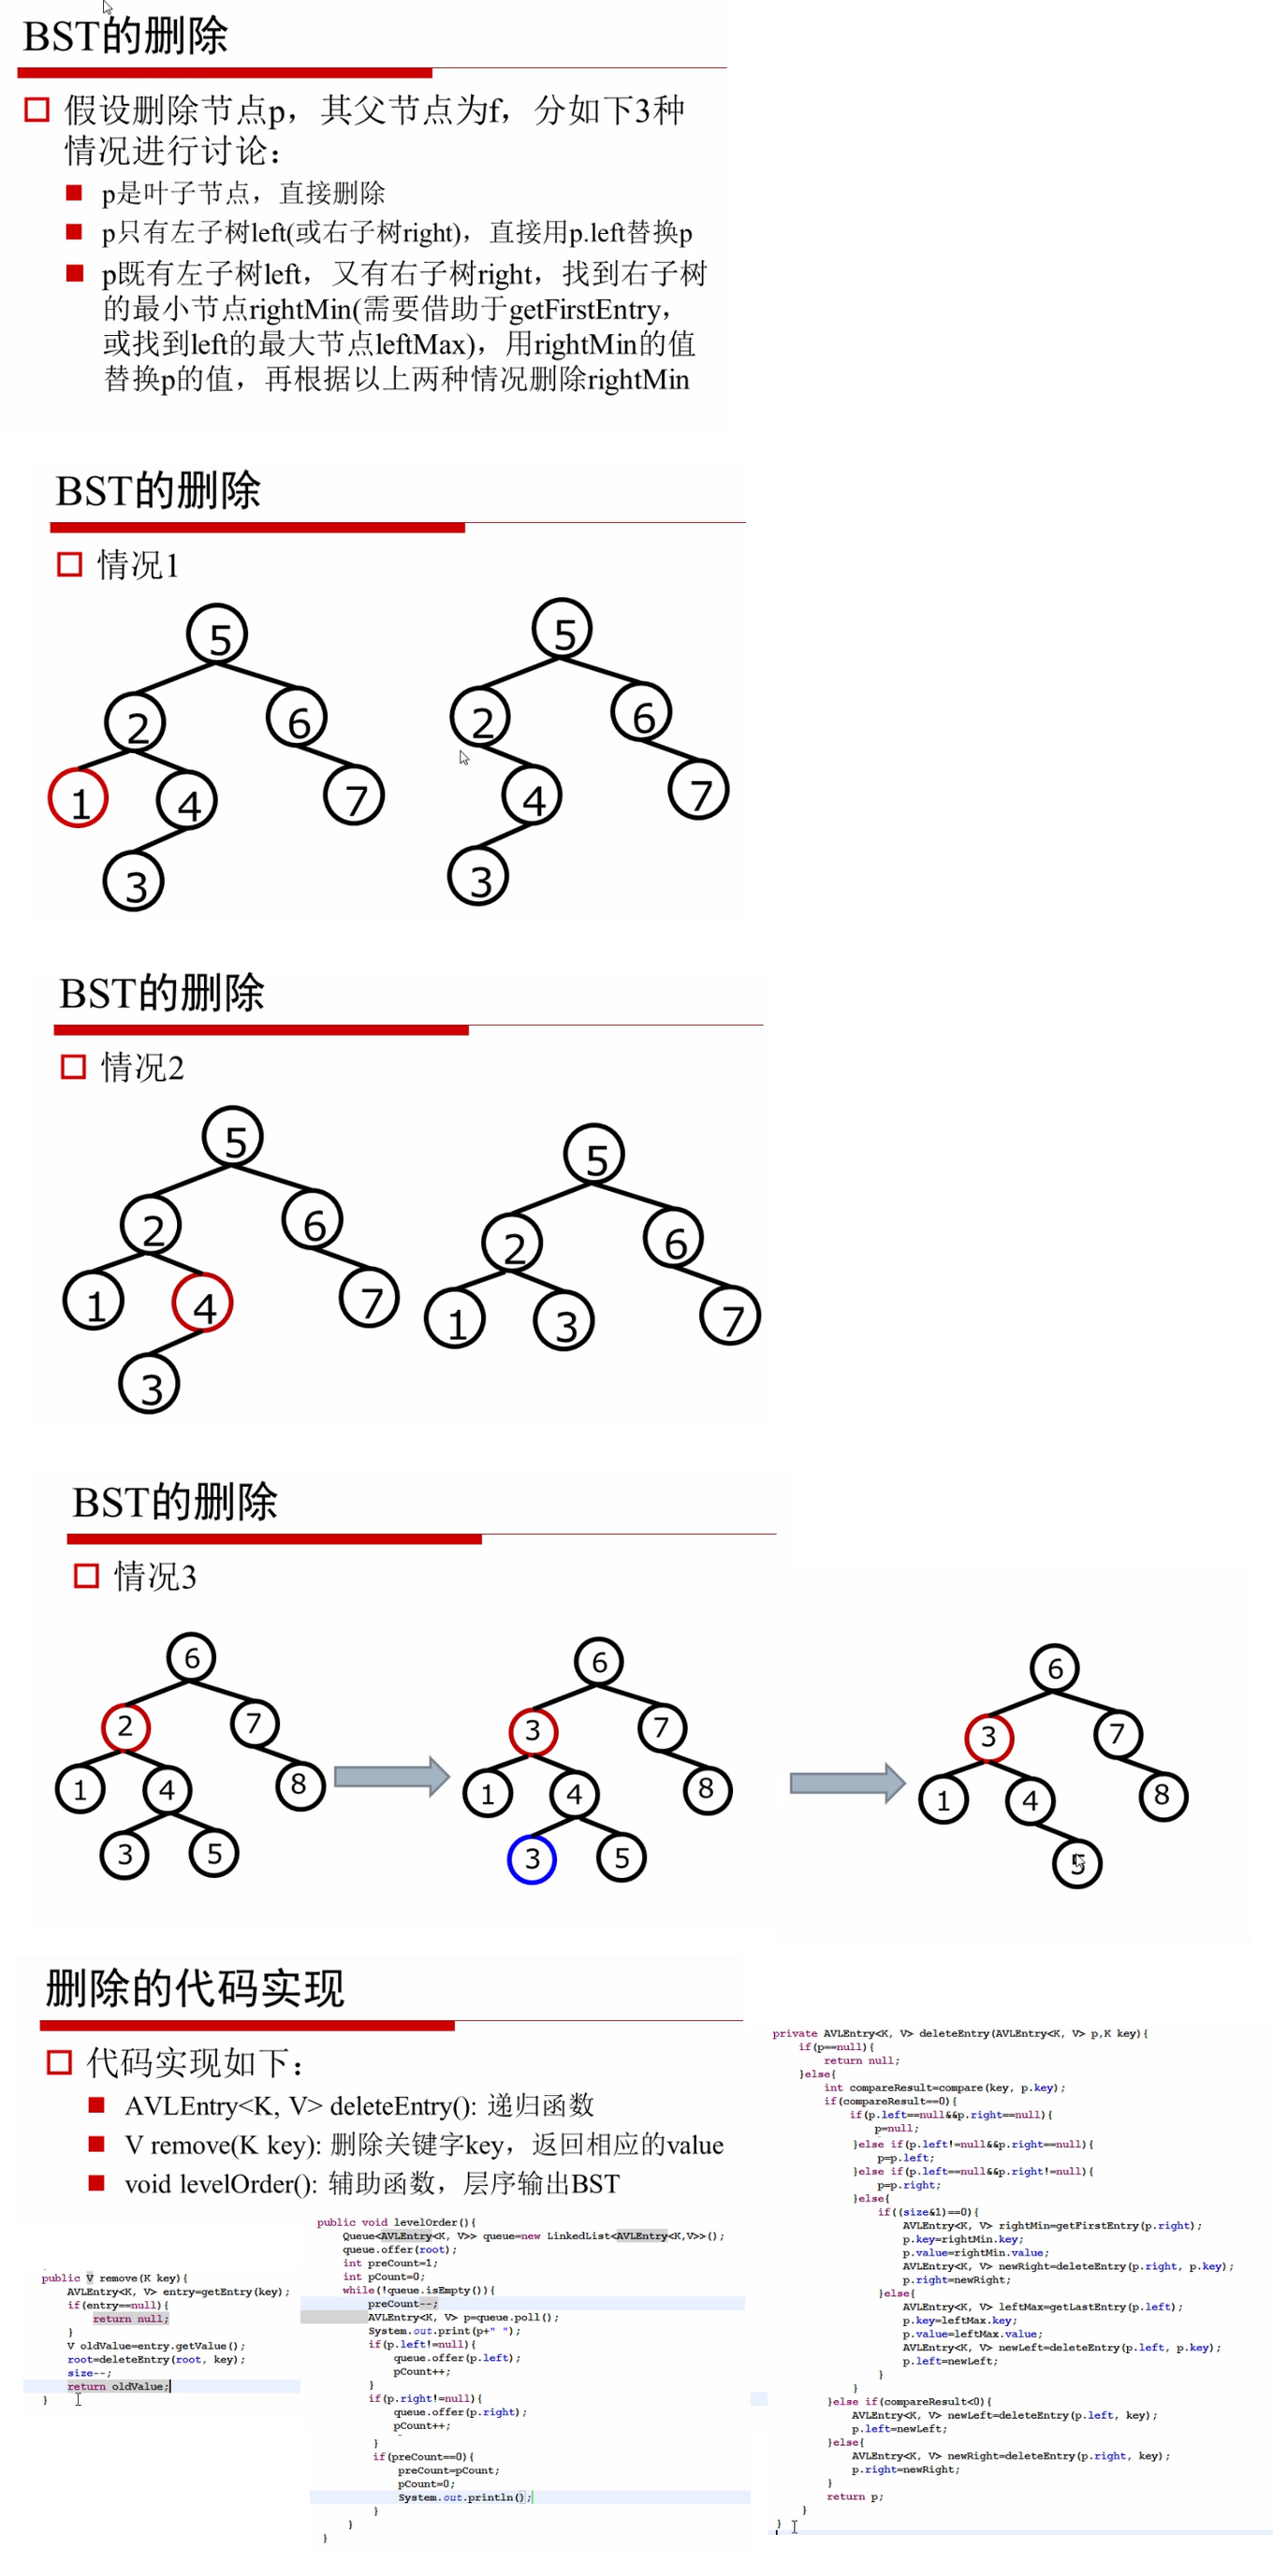 BST的删除
假设删除节点p，其父节点为f，分如下3种
情况进行讨论：
p是叶子节点，直接删除
p只有左子树left(或右子树right)，直接用p.left替换p
p既有左子树left，又有右子树right，找到右子树
的最小节点rightMin(需要借助于getFirstEntry，
或找到left的最大节点leftMax)，用rightMin的值
替换p的值，再根据以上两种情况删除rightMin
BST的删除
情况1
5
2 6
1 4 7
3
5
2 6
4 7
3
BST的删除
情况2
5
2 6
1 4 7
3
5
2 6
1 3 7
BST的删除
情况3
6
2 7
1 4 8
3 5
6
3 7
1 4 8
3 5
6
3 7
1 4 8
5
删除的代码实现
代码实现如下：
AVLEntry<K, V> deleteEntry(): 递归函数
V remove(K key): 删除关键字key，返回相应的value
void levelOrder(): 辅助函数，层序输出BST
public V remove(K key){
AVLEntry<K, V> entry=getEntry(key);
if(entry==null){
return null;
}
V oldValue=entry.getValue();
root=deleteEntry(root, key);
size--;
return oldValue;
}
public void levelOrder(){
Queue<AVLEntry<K, V>> queue=new LinkedList<AVLEntry<K,V>>();
queue.offer(root);
int preCount=1;
int pCount=0;
while(!queue.isEmpty()){
preCount--;
AVLEntry<K, V> p=queue.poll();
System.out.print(p+" ");
if(p.left!=null){
queue.offer(p.left);
pCount++;
}
if(p.right!=null){
queue.offer(p.right);
pCount++;
}
if(preCount==0){
preCount=pCount;
pCount=0;
System.out.println();
}
}
}
private AVLEntry<K, V> deleteEntry(AVLEntry<K, V> p,K key){
if(p==null){
return null;
}else{
int compareResult=compare(key, p.key);
if(compareResult==0){
if(p.left==null&&p.right==null){
p=null;
}else if(p.left!=null&&p.right==null){
p=p.left;
}else if(p.left==null&&p.right!=null){
p=p.right;
}else{
if((size&1)==0){
AVLEntry<K, V> rightMin=getFirstEntry(p.right);
p.key=rightMin.key;
p.value=rightMin.value;
AVLEntry<K, V> newRight=deleteEntry(p.right, p.key);
p.right=newRight;
}else{
AVLEntry<K, V> leftMax=getLastEntry(p.left);
p.key=leftMax.key;
p.value=leftMax.value;
AVLEntry<K, V> newLeft=deleteEntry(p.left, p.key);
p.left=newLeft;
}
}
}else if(compareResult<0){
AVLEntry<K, V> newLeft=deleteEntry(p.left, key);
p.left=newLeft;
}else{
AVLEntry<K, V> newRight=deleteEntry(p.right, key);
p.right=newRight;
}
return p;
}
}